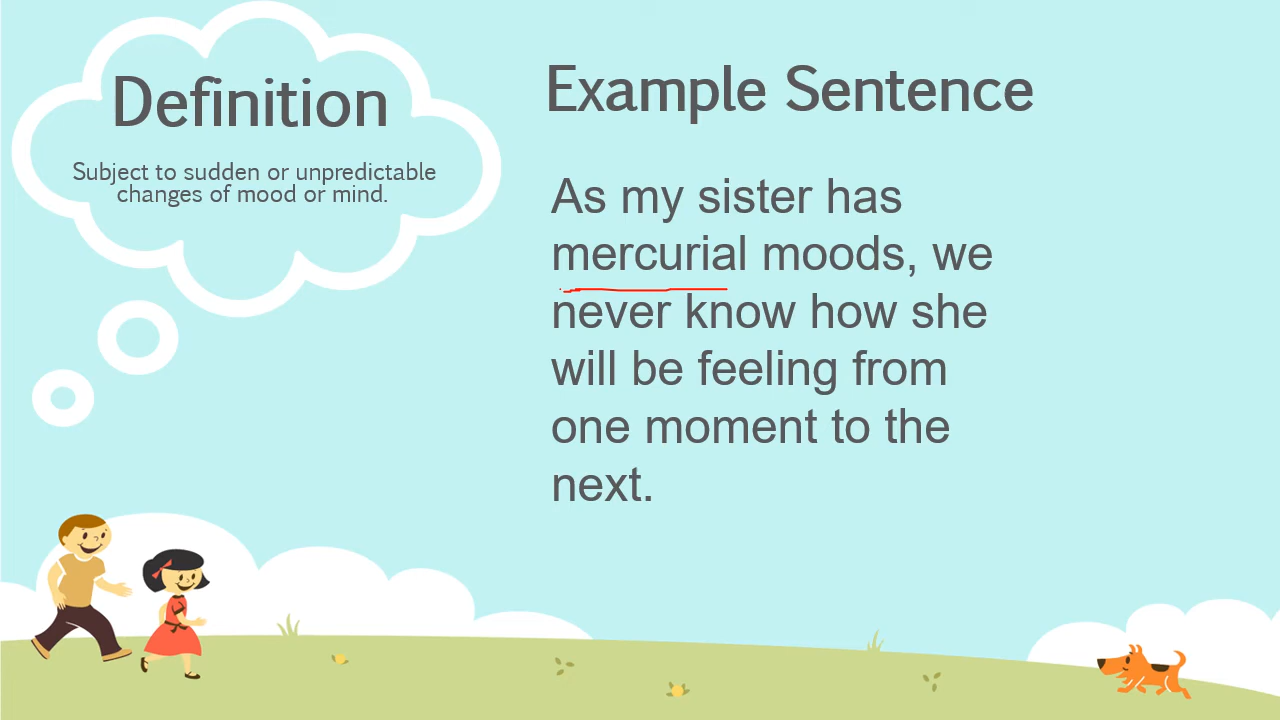 Definition
Subject to sudden or unpredictable
changes of mood or mind.
Example Sentence
As my sister has
mercurial moods, we
never know how she
will be feeling from
one moment to the
next.